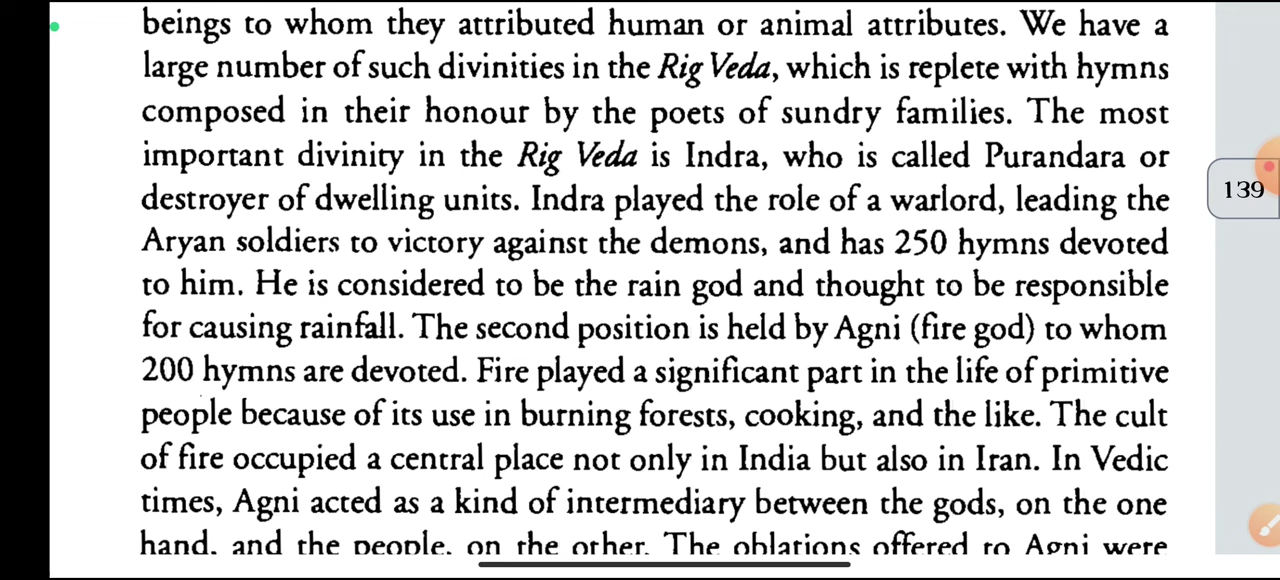 beings to whom they attributed human or animal attributes. We have a
large number of such divinities in the Rig Veda, which is replete with hymns
composed in their honour by the poets of sundry families. The most
important divinity in the Rig Veda is Indra, who is called Purandara or
destroyer of dwelling units. Indra played the role of a warlord, leading the
139
Aryan soldiers to victory against the demons, and has 250 hymns devoted
to him. He is considered to be the rain god and thought to be responsible
for causing rainfall. The second position is held by Agni (fire god) to whom
200 hymns are devoted. Fire played a significant part in the life of primitive
people because of its use in burning forests, cooking, and the like. The cult
of fire occupied a central place not only in India but also in Iran. In Vedic
times, Agni acted as a kind of intermediary between the gods, on the one
hand, and the people, on the other. The oblations offered to Agni were